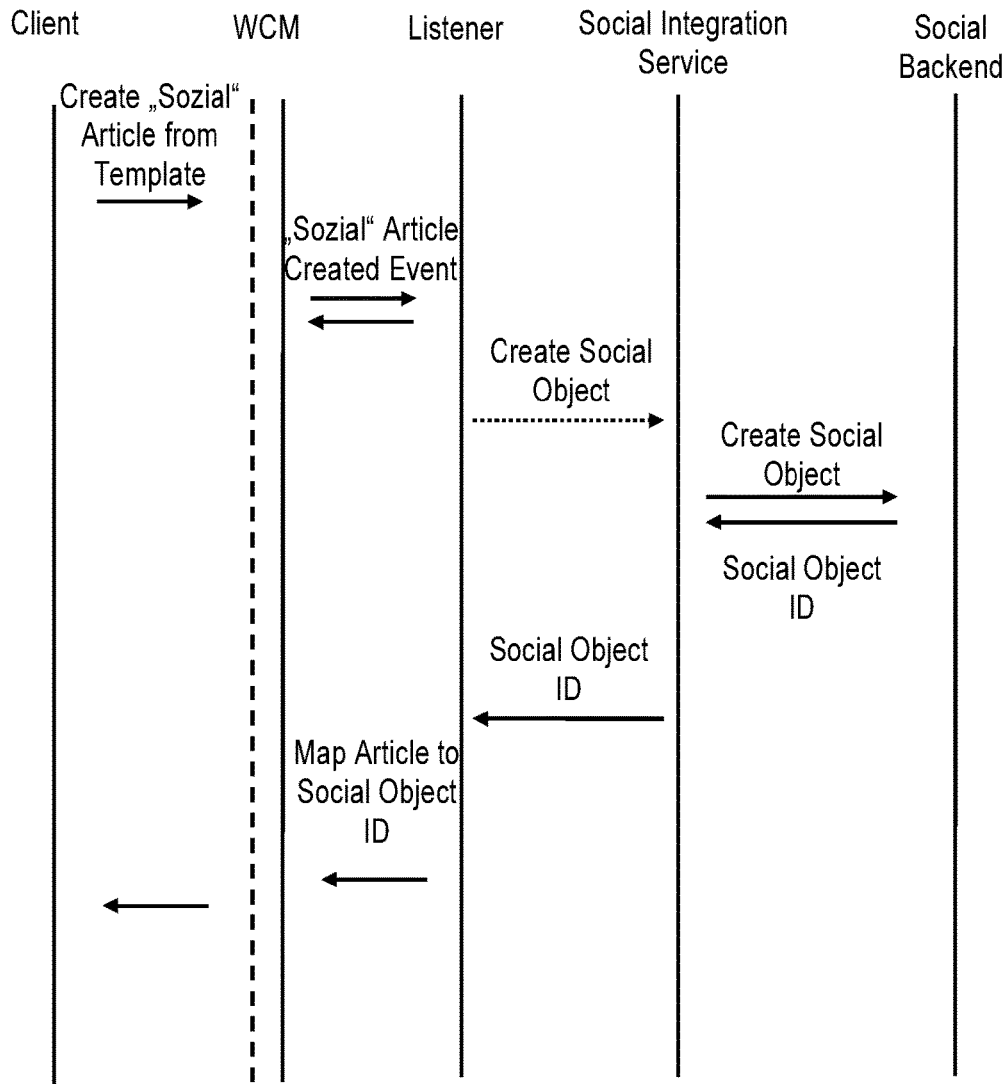 Client
WCM
Listener
Social Integration
Service
Social
Backend
Create „Sozial“
Article from
Template
„Sozial“ Article
Created Event
Create Social
Object
Create Social
Object
Social Object
ID
Social Object
ID
Map Article to
Social Object
ID